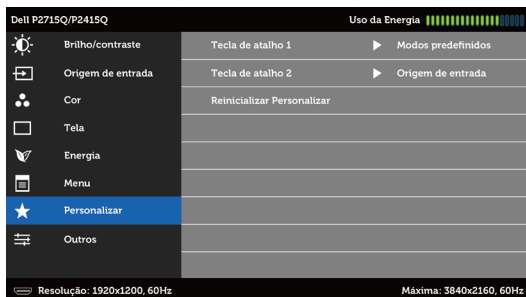 Dell P2715Q/P2415Q Uso da Energia
Brilho/contraste Tecla de atalho 1 Modos predefinidos
Origem de entrada Tecla de atalho 2 Origem de entrada
Cor Reinicializar Personalizar
Tela
Energia
Menu
Personalizar
Outros
Resolução: 1920x1200, 60Hz Máxima: 3840x2160, 60Hz